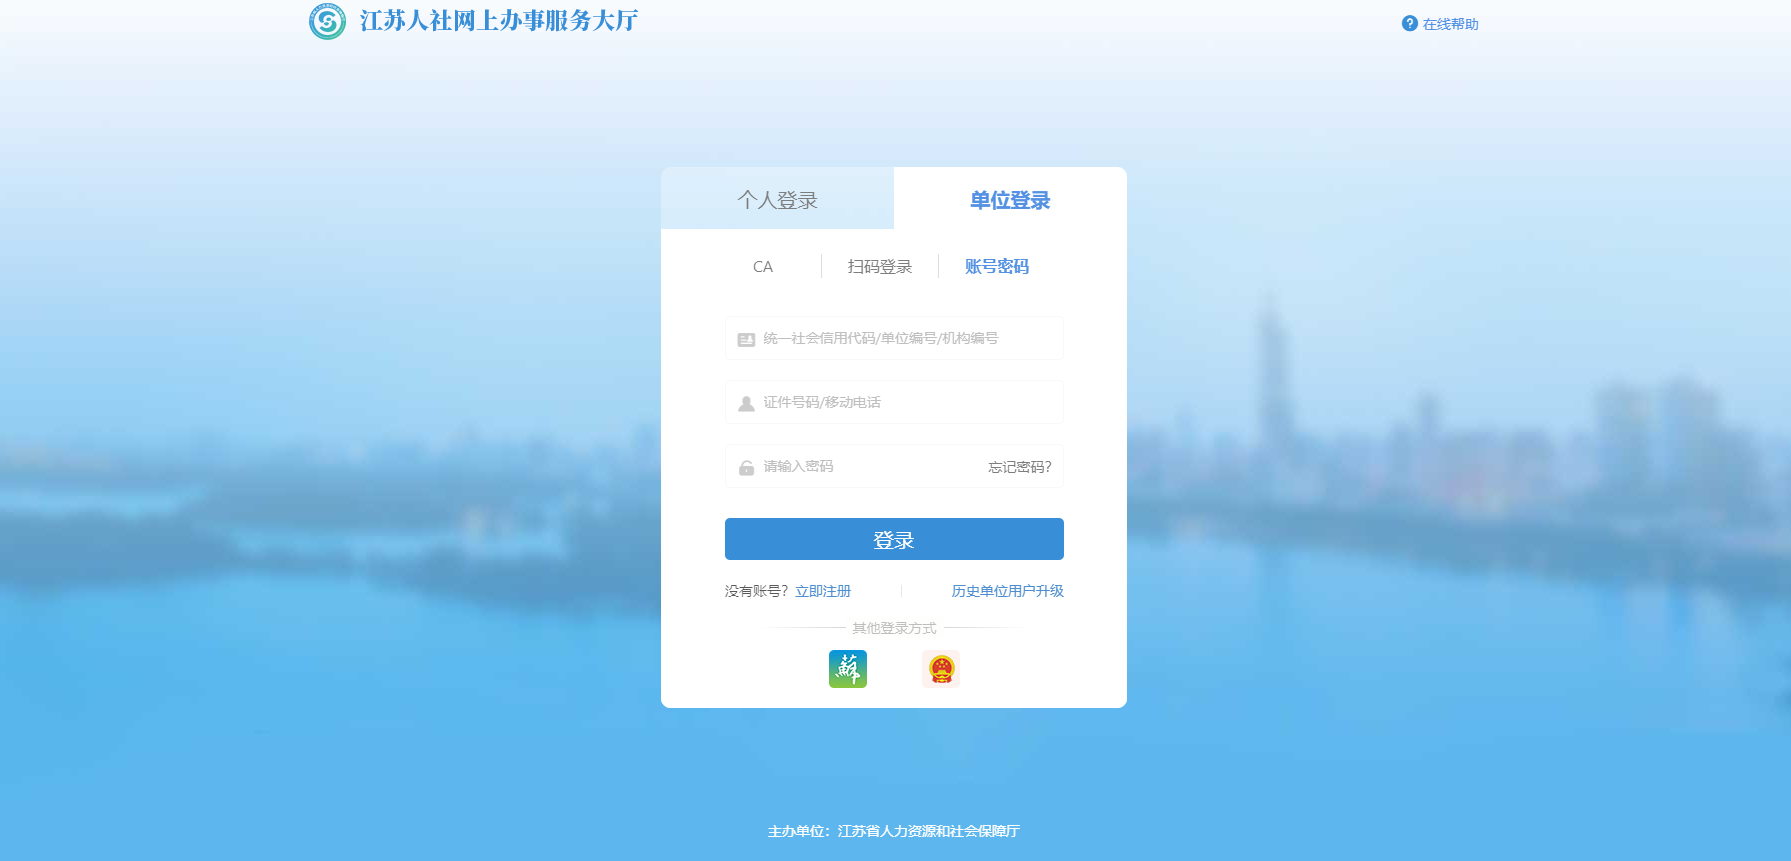 江苏人社网上办事服务大厅
在线帮助
个人登录
单位登录
CA
扫码登录
账号密码
统一社会信用代码/单位编号/机构编号
证件号码/移动电话
请输入密码
忘记密码?
登录
没有账号? 立即注册
历史单位用户升级
其他登录方式
蘇
主办单位：江苏省人力资源和社会保障厅